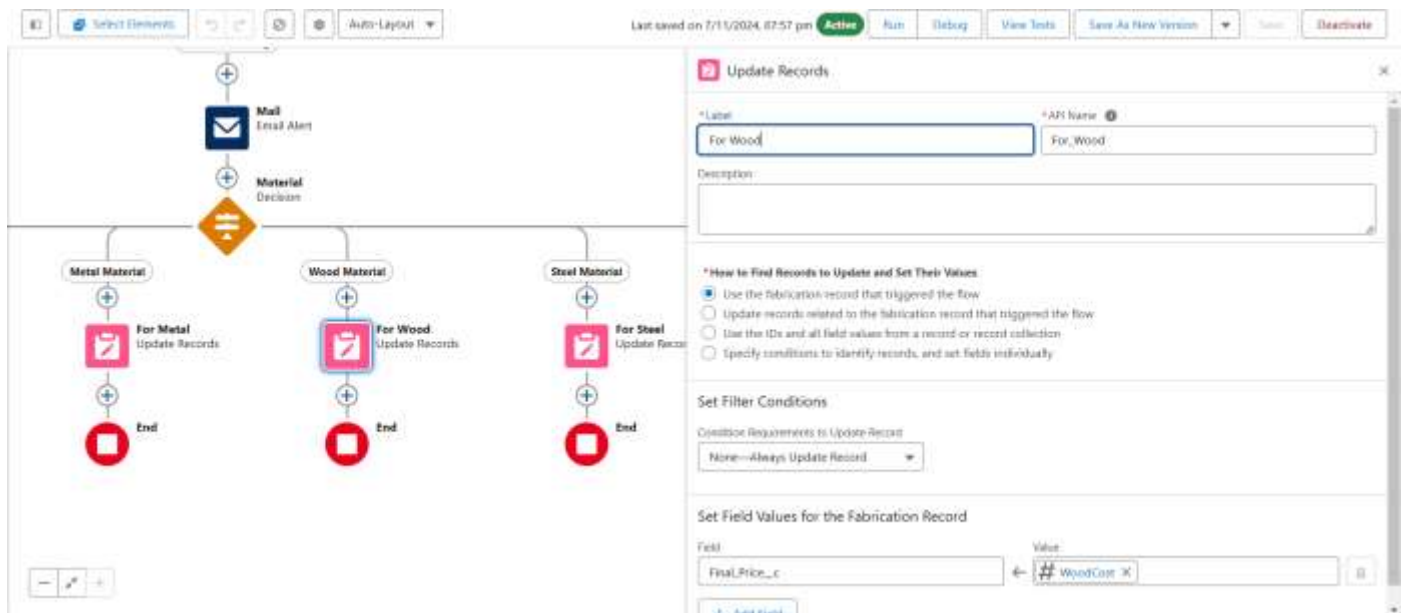 Select Elements
Auto-Layout
Last saved on 7/11/2024, 07:57 pm
Active
Run
Debug
View Tests
Save As New Version
Save
Deactivate
Mail
Email Alert
Material
Decision
Metal Material
Wood Material
Steel Material
For Metal
Update Records
For Wood
Update Records
For Steel
Update Recor
End
End
End
Update Records
*Label
For Wood
*API Name
For_Wood
Description
*How to Find Records to Update and Set Their Values
Use the fabrication record that triggered the flow
Update records related to the fabrication record that triggered the flow
Use the IDs and all field values from a record or record collection
Specify conditions to identify records, and set fields individually
Set Filter Conditions
Condition Requirements to Update Record
None—Always Update Record
Set Field Values for the Fabrication Record
Field
Final_Price__c
Value
WoodCost
+ Add Field